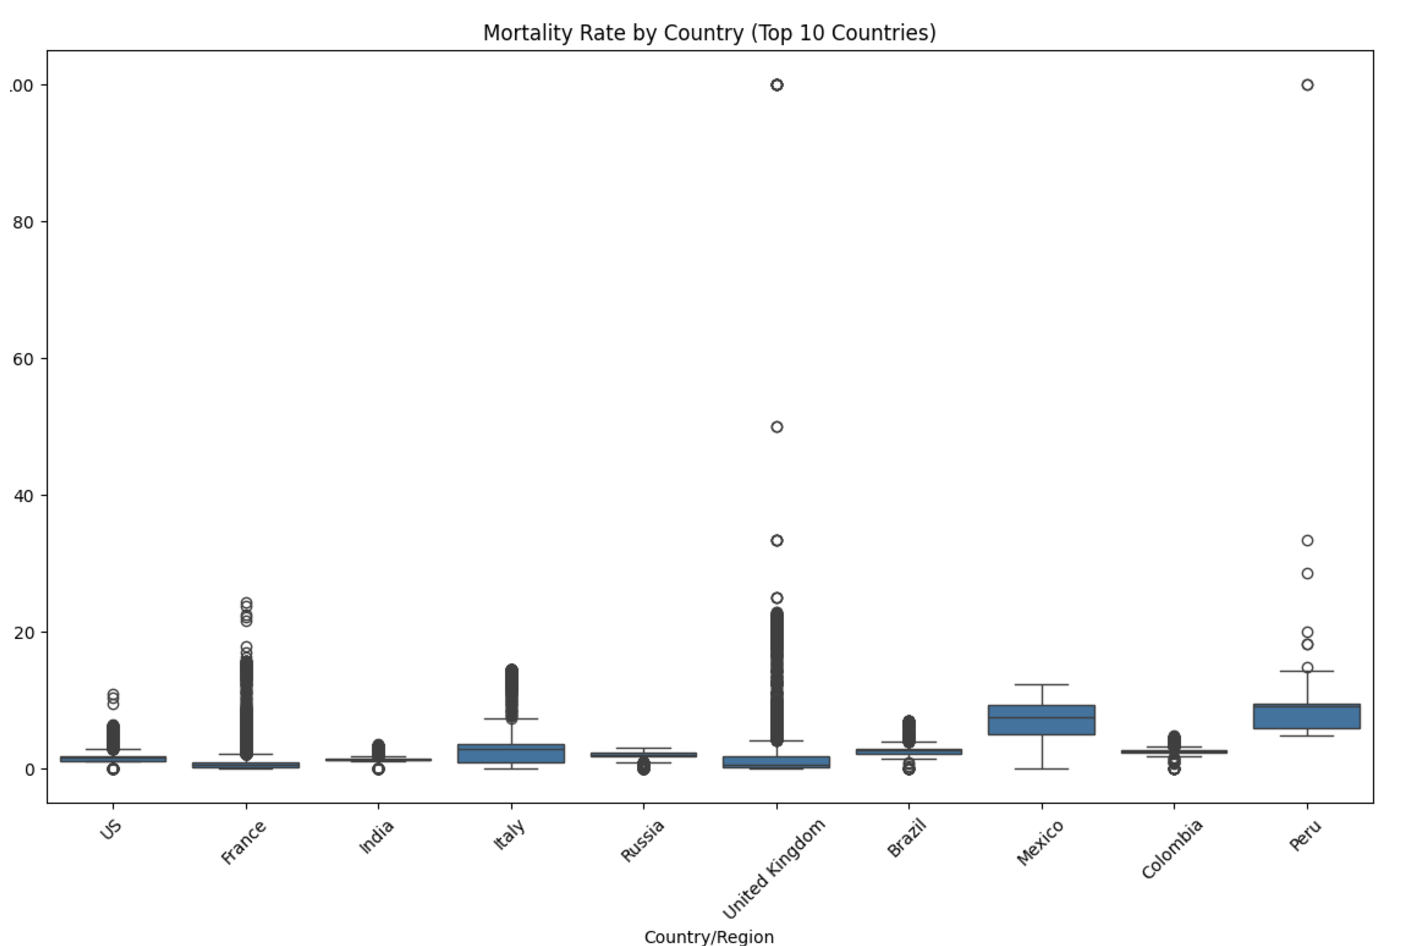 Mortality Rate by Country (Top 10 Countries)
.00
80
60
40
20
0
US
France
India
Italy
Russia
United Kingdom
Brazil
Mexico
Colombia
Peru
Country/Region